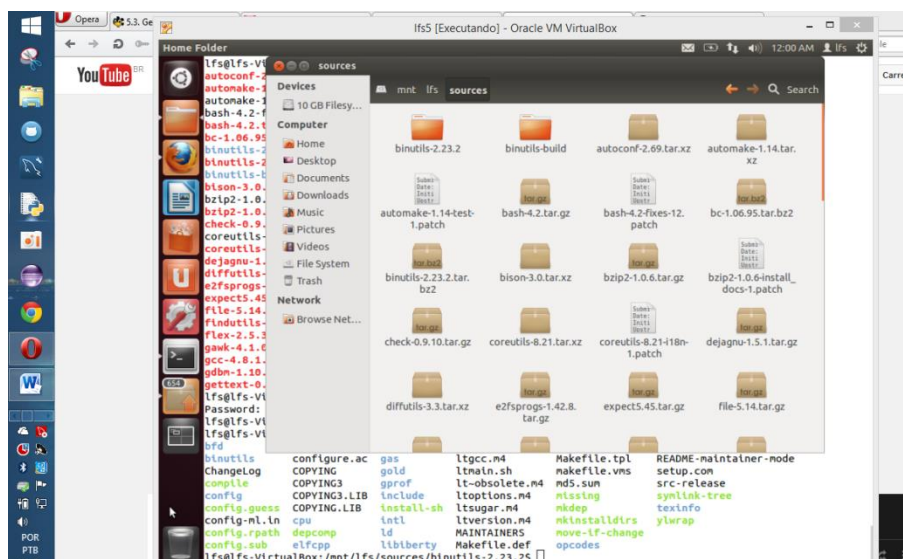 Opera
5.3. Ge
lfs5 [Executando] - Oracle VM VirtualBox
YouTube BR
Carre
Home Folder
12:00 AM
lfs
sources
Devices
10 GB Filesy...
Computer
Home
Desktop
Documents
Downloads
Music
Pictures
Videos
File System
Trash
Network
Browse Net...
mnt lfs sources
Search
binutils-2.23.2
binutils-build
autoconf-2.69.tar.xz
automake-1.14.tar.
xz
automake-1.14-test-
1.patch
bash-4.2.tar.gz
bash-4.2-fixes-12.
patch
bc-1.06.95.tar.bz2
binutils-2.23.2.tar.
bz2
bison-3.0.tar.xz
bzip2-1.0.6.tar.gz
bzip2-1.0.6-install_
docs-1.patch
check-0.9.10.tar.gz
coreutils-8.21.tar.xz
coreutils-8.21-i18n-
1.patch
dejagnu-1.5.1.tar.gz
diffutils-3.3.tar.xz
e2fsprogs-1.42.8.
tar.gz
expect5.45.tar.gz
file-5.14.tar.gz
lfs@lfs-Vi
autoconf-2
automake-1
automake-1
bash-4.2-f
bash-4.2.t
bc-1.06.95
binutils-2
binutils-2
binutils-b
bison-3.0.
bzip2-1.0.
bzip2-1.0.
check-0.9.
coreutils-
coreutils-
dejagnu-1.
diffutils-
e2fsprogs-
expect5.45
file-5.14.
findutils-
flex-2.5.3
gawk-4.1.0
gcc-4.8.1.
gdbm-1.10.
gettext-0.
lfs@lfs-Vi
Password:
lfs@lfs-Vi
lfs@lfs-Vi
bfd
binutils configure.ac gas ltgcc.m4 Makefile.tpl README-maintainer-mode
ChangeLog COPYING gold ltmain.sh makefile.vms setup.com
compile COPYING3 gprof lt~obsolete.m4 md5.sum src-release
config COPYING3.LIB include ltoptions.m4 missing symlink-tree
config.guess COPYING.LIB install-sh ltsugar.m4 mkdep texinfo
config-ml.in cpu intl ltversion.m4 mkinstalldirs ylwrap
config.rpath depcomp ld MAINTAINERS move-if-change
config.sub elfcpp libiberty Makefile.def opcodes
lfs@lfs-VirtualBox:/mnt/lfs/sources/binutils-2.23.2$
654
POR
PTB